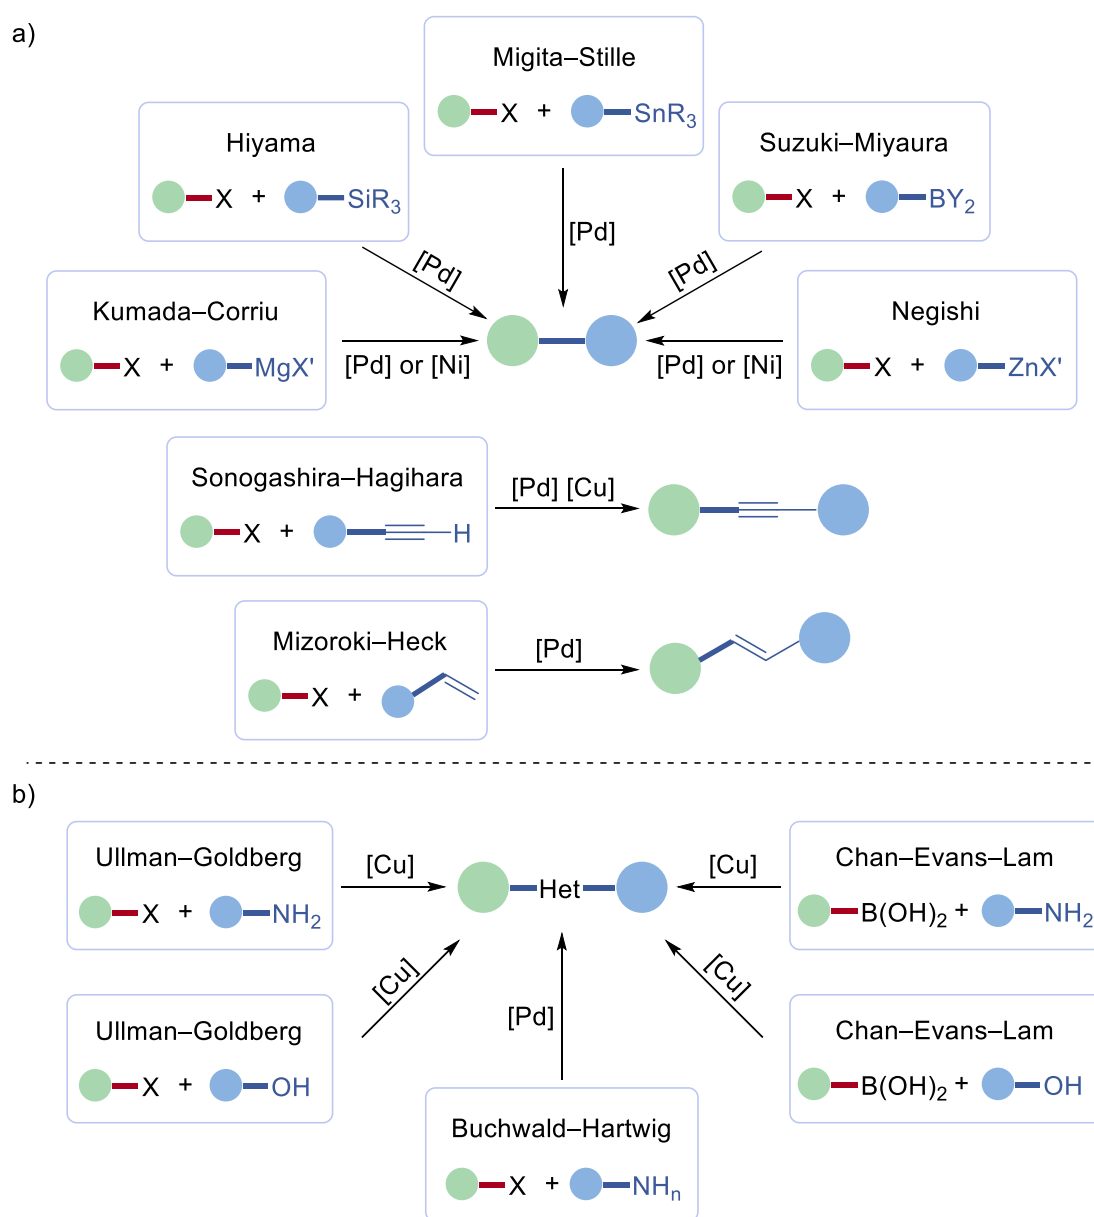 a)
Migita–Stille
X + SnR3
Hiyama
X + SiR3
Suzuki–Miyaura
X + BY2
[Pd]
[Pd]
[Pd]
Kumada–Corriu
X + MgX'
[Pd] or [Ni]
Negishi
X + ZnX'
[Pd] or [Ni]
Sonogashira–Hagihara
X + H
[Pd] [Cu]
Mizoroki–Heck
X +
[Pd]
b)
Ullman–Goldberg
X + NH2
[Cu]
Het
[Cu]
Chan–Evans–Lam
B(OH)2 + NH2
Ullman–Goldberg
X + OH
[Cu]
[Pd]
[Cu]
Chan–Evans–Lam
B(OH)2 + OH
Buchwald–Hartwig
X + NHn